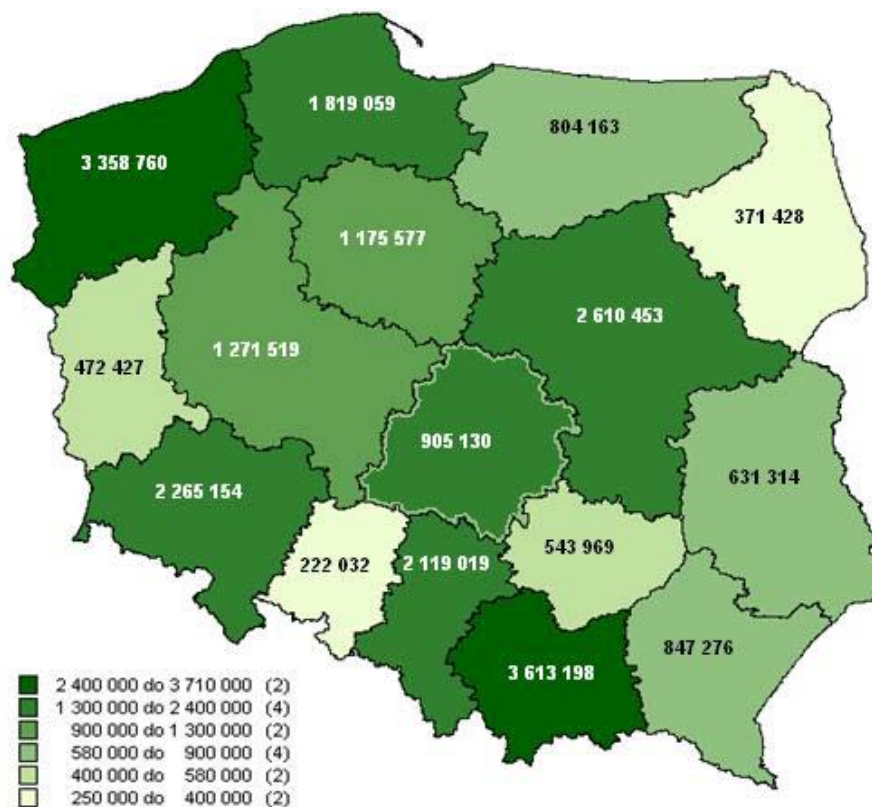 1 819 059
804 163
3 358 760
371 428
1 175 577
2 610 453
1 271 519
472 427
905 130
631 314
2 265 154
543 969
222 032
2 119 019
847 276
3 613 198
2 400 000 do 3 710 000 (2)
1 300 000 do 2 400 000 (4)
900 000 do 1 300 000 (2)
580 000 do 900 000 (4)
400 000 do 580 000 (2)
250 000 do 400 000 (2)